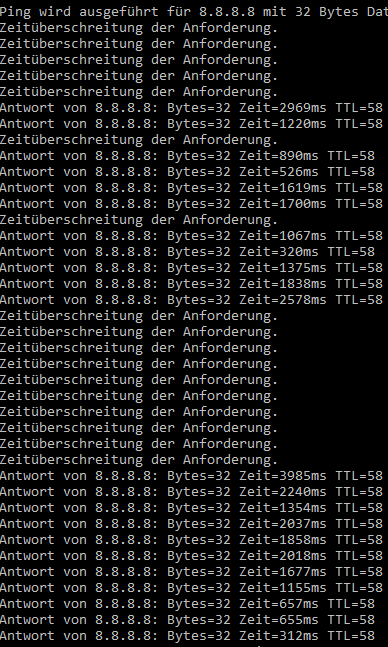 Ping wird ausgeführt für 8.8.8.8 mit 32 Bytes Dat
Zeitüberschreitung der Anforderung.
Zeitüberschreitung der Anforderung.
Zeitüberschreitung der Anforderung.
Zeitüberschreitung der Anforderung.
Zeitüberschreitung der Anforderung.
Antwort von 8.8.8.8: Bytes=32 Zeit=2969ms TTL=58
Antwort von 8.8.8.8: Bytes=32 Zeit=1220ms TTL=58
Zeitüberschreitung der Anforderung.
Antwort von 8.8.8.8: Bytes=32 Zeit=890ms TTL=58
Antwort von 8.8.8.8: Bytes=32 Zeit=526ms TTL=58
Antwort von 8.8.8.8: Bytes=32 Zeit=1619ms TTL=58
Antwort von 8.8.8.8: Bytes=32 Zeit=1700ms TTL=58
Zeitüberschreitung der Anforderung.
Antwort von 8.8.8.8: Bytes=32 Zeit=1067ms TTL=58
Antwort von 8.8.8.8: Bytes=32 Zeit=320ms TTL=58
Antwort von 8.8.8.8: Bytes=32 Zeit=1375ms TTL=58
Antwort von 8.8.8.8: Bytes=32 Zeit=1838ms TTL=58
Antwort von 8.8.8.8: Bytes=32 Zeit=2578ms TTL=58
Zeitüberschreitung der Anforderung.
Zeitüberschreitung der Anforderung.
Zeitüberschreitung der Anforderung.
Zeitüberschreitung der Anforderung.
Zeitüberschreitung der Anforderung.
Zeitüberschreitung der Anforderung.
Zeitüberschreitung der Anforderung.
Zeitüberschreitung der Anforderung.
Zeitüberschreitung der Anforderung.
Zeitüberschreitung der Anforderung.
Antwort von 8.8.8.8: Bytes=32 Zeit=3985ms TTL=58
Antwort von 8.8.8.8: Bytes=32 Zeit=2240ms TTL=58
Antwort von 8.8.8.8: Bytes=32 Zeit=1354ms TTL=58
Antwort von 8.8.8.8: Bytes=32 Zeit=2037ms TTL=58
Antwort von 8.8.8.8: Bytes=32 Zeit=1858ms TTL=58
Antwort von 8.8.8.8: Bytes=32 Zeit=2018ms TTL=58
Antwort von 8.8.8.8: Bytes=32 Zeit=1677ms TTL=58
Antwort von 8.8.8.8: Bytes=32 Zeit=1155ms TTL=58
Antwort von 8.8.8.8: Bytes=32 Zeit=657ms TTL=58
Antwort von 8.8.8.8: Bytes=32 Zeit=655ms TTL=58
Antwort von 8.8.8.8: Bytes=32 Zeit=312ms TTL=58